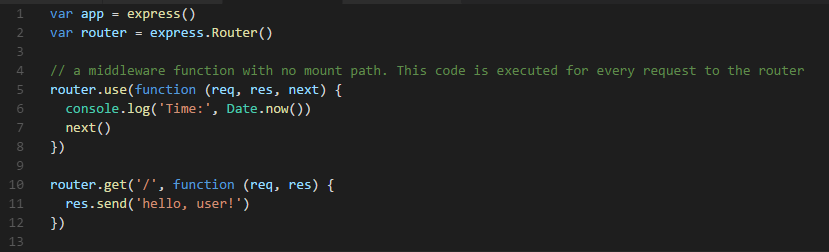 1 var app = express()
2 var router = express.Router()
3
4 // a middleware function with no mount path. This code is executed for every request to the router
5 router.use(function (req, res, next) {
6   console.log('Time:', Date.now())
7   next()
8 })
9
10 router.get('/', function (req, res) {
11   res.send('hello, user!')
12 })
13